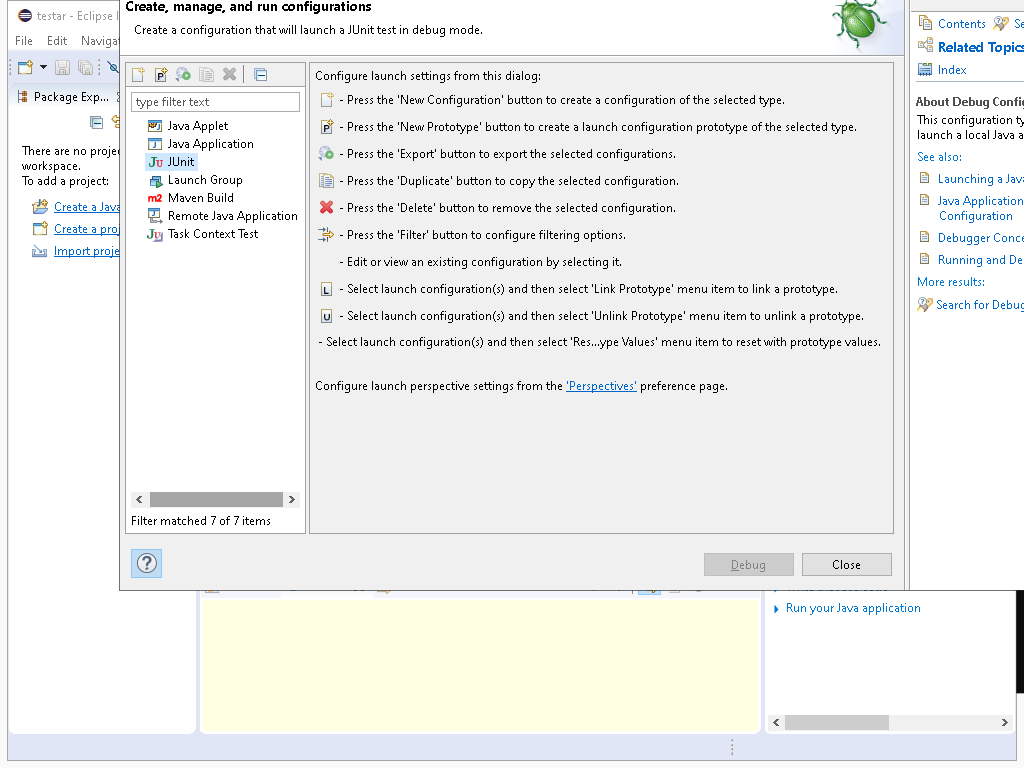 testar - Eclipse
File Edit Navigat
Package Exp...
There are no proje
workspace.
To add a project:
Create a Java
Create a proj
Import proje
Create, manage, and run configurations
Create a configuration that will launch a JUnit test in debug mode.
type filter text
Java Applet
Java Application
JUnit
Launch Group
Maven Build
Remote Java Application
Task Context Test
Filter matched 7 of 7 items
Configure launch settings from this dialog:
- Press the 'New Configuration' button to create a configuration of the selected type.
- Press the 'New Prototype' button to create a launch configuration prototype of the selected type.
- Press the 'Export' button to export the selected configurations.
- Press the 'Duplicate' button to copy the selected configuration.
- Press the 'Delete' button to remove the selected configuration.
- Press the 'Filter' button to configure filtering options.
- Edit or view an existing configuration by selecting it.
- Select launch configuration(s) and then select 'Link Prototype' menu item to link a prototype.
- Select launch configuration(s) and then select 'Unlink Prototype' menu item to unlink a prototype.
- Select launch configuration(s) and then select 'Res...ype Values' menu item to reset with prototype values.
Configure launch perspective settings from the 'Perspectives' preference page.
Debug Close
Contents Se
Related Topics
Index
About Debug Config
This configuration ty
launch a local Java a
See also:
Launching a Java
Java Application
Configuration
Debugger Conce
Running and De
More results:
Search for Debug
Run your Java application